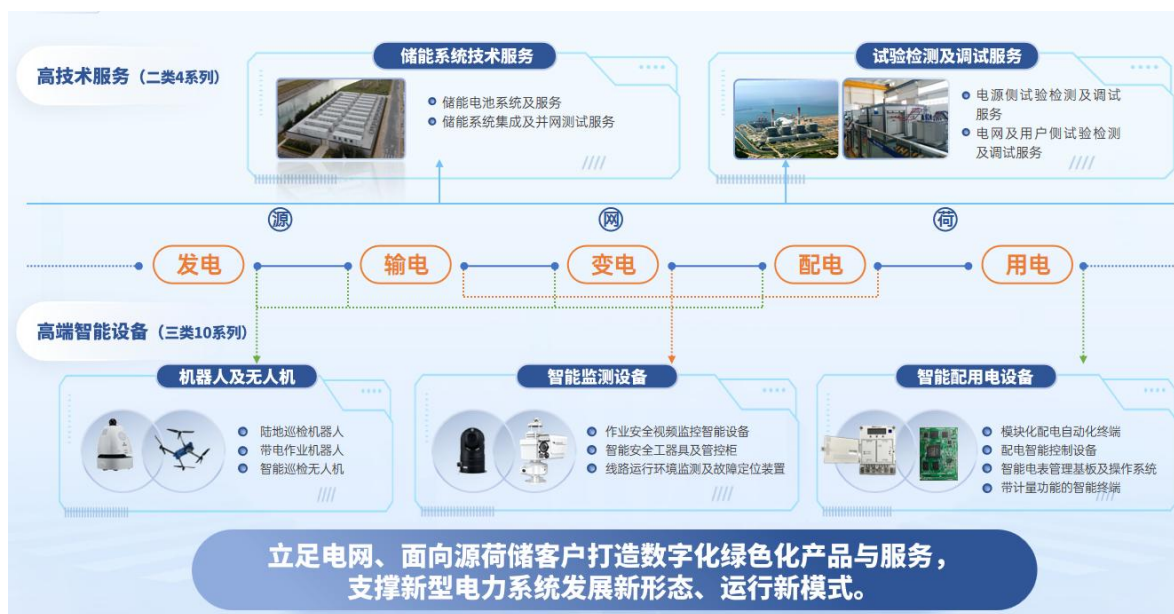 高技术服务（二类4系列）
储能系统技术服务
储能电池系统及服务
储能系统集成及并网测试服务
试验检测及调试服务
电源侧试验检测及调试
服务
电网及用户侧试验检测
及调试服务
源
网
荷
发电
输电
变电
配电
用电
高端智能设备（三类10系列）
机器人及无人机
陆地巡检机器人
带电作业机器人
智能巡检无人机
智能监测设备
作业安全视频监控智能设备
智能安全工器具及管控柜
线路运行环境监测及故障定位装置
智能配用电设备
模块化配电自动化终端
配电智能控制设备
智能电表管理基板及操作系统
带计量功能的智能终端
立足电网、面向源荷储客户打造数字化绿色化产品与服务，
支撑新型电力系统发展新形态、运行新模式。